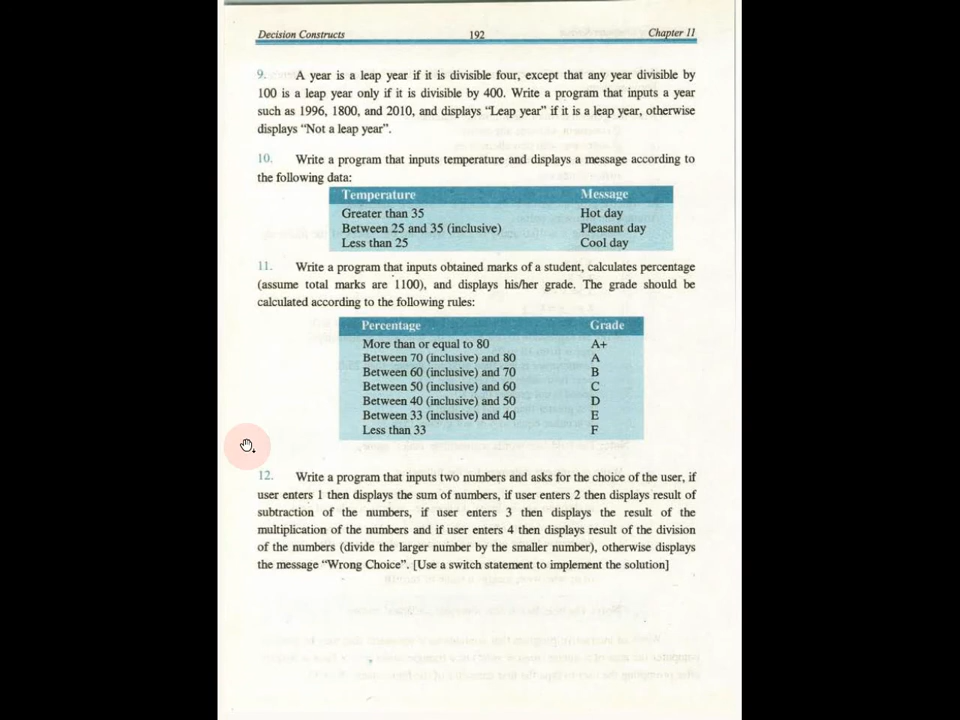 Decision Constructs 192 Chapter 11
9. A year is a leap year if it is divisible four, except that any year divisible by
100 is a leap year only if it is divisible by 400. Write a program that inputs a year
such as 1996, 1800, and 2010, and displays “Leap year” if it is a leap year, otherwise
displays “Not a leap year”.
10. Write a program that inputs temperature and displays a message according to
the following data:
Temperature Message
Greater than 35 Hot day
Between 25 and 35 (inclusive) Pleasant day
Less than 25 Cool day
11. Write a program that inputs obtained marks of a student, calculates percentage
(assume total marks are 1100), and displays his/her grade. The grade should be
calculated according to the following rules:
Percentage Grade
More than or equal to 80 A+
Between 70 (inclusive) and 80 A
Between 60 (inclusive) and 70 B
Between 50 (inclusive) and 60 C
Between 40 (inclusive) and 50 D
Between 33 (inclusive) and 40 E
Less than 33 F
12. Write a program that inputs two numbers and asks for the choice of the user, if
user enters 1 then displays the sum of numbers, if user enters 2 then displays result of
subtraction of the numbers, if user enters 3 then displays the result of the
multiplication of the numbers and if user enters 4 then displays result of the division
of the numbers (divide the larger number by the smaller number), otherwise displays
the message “Wrong Choice”. [Use a switch statement to implement the solution]